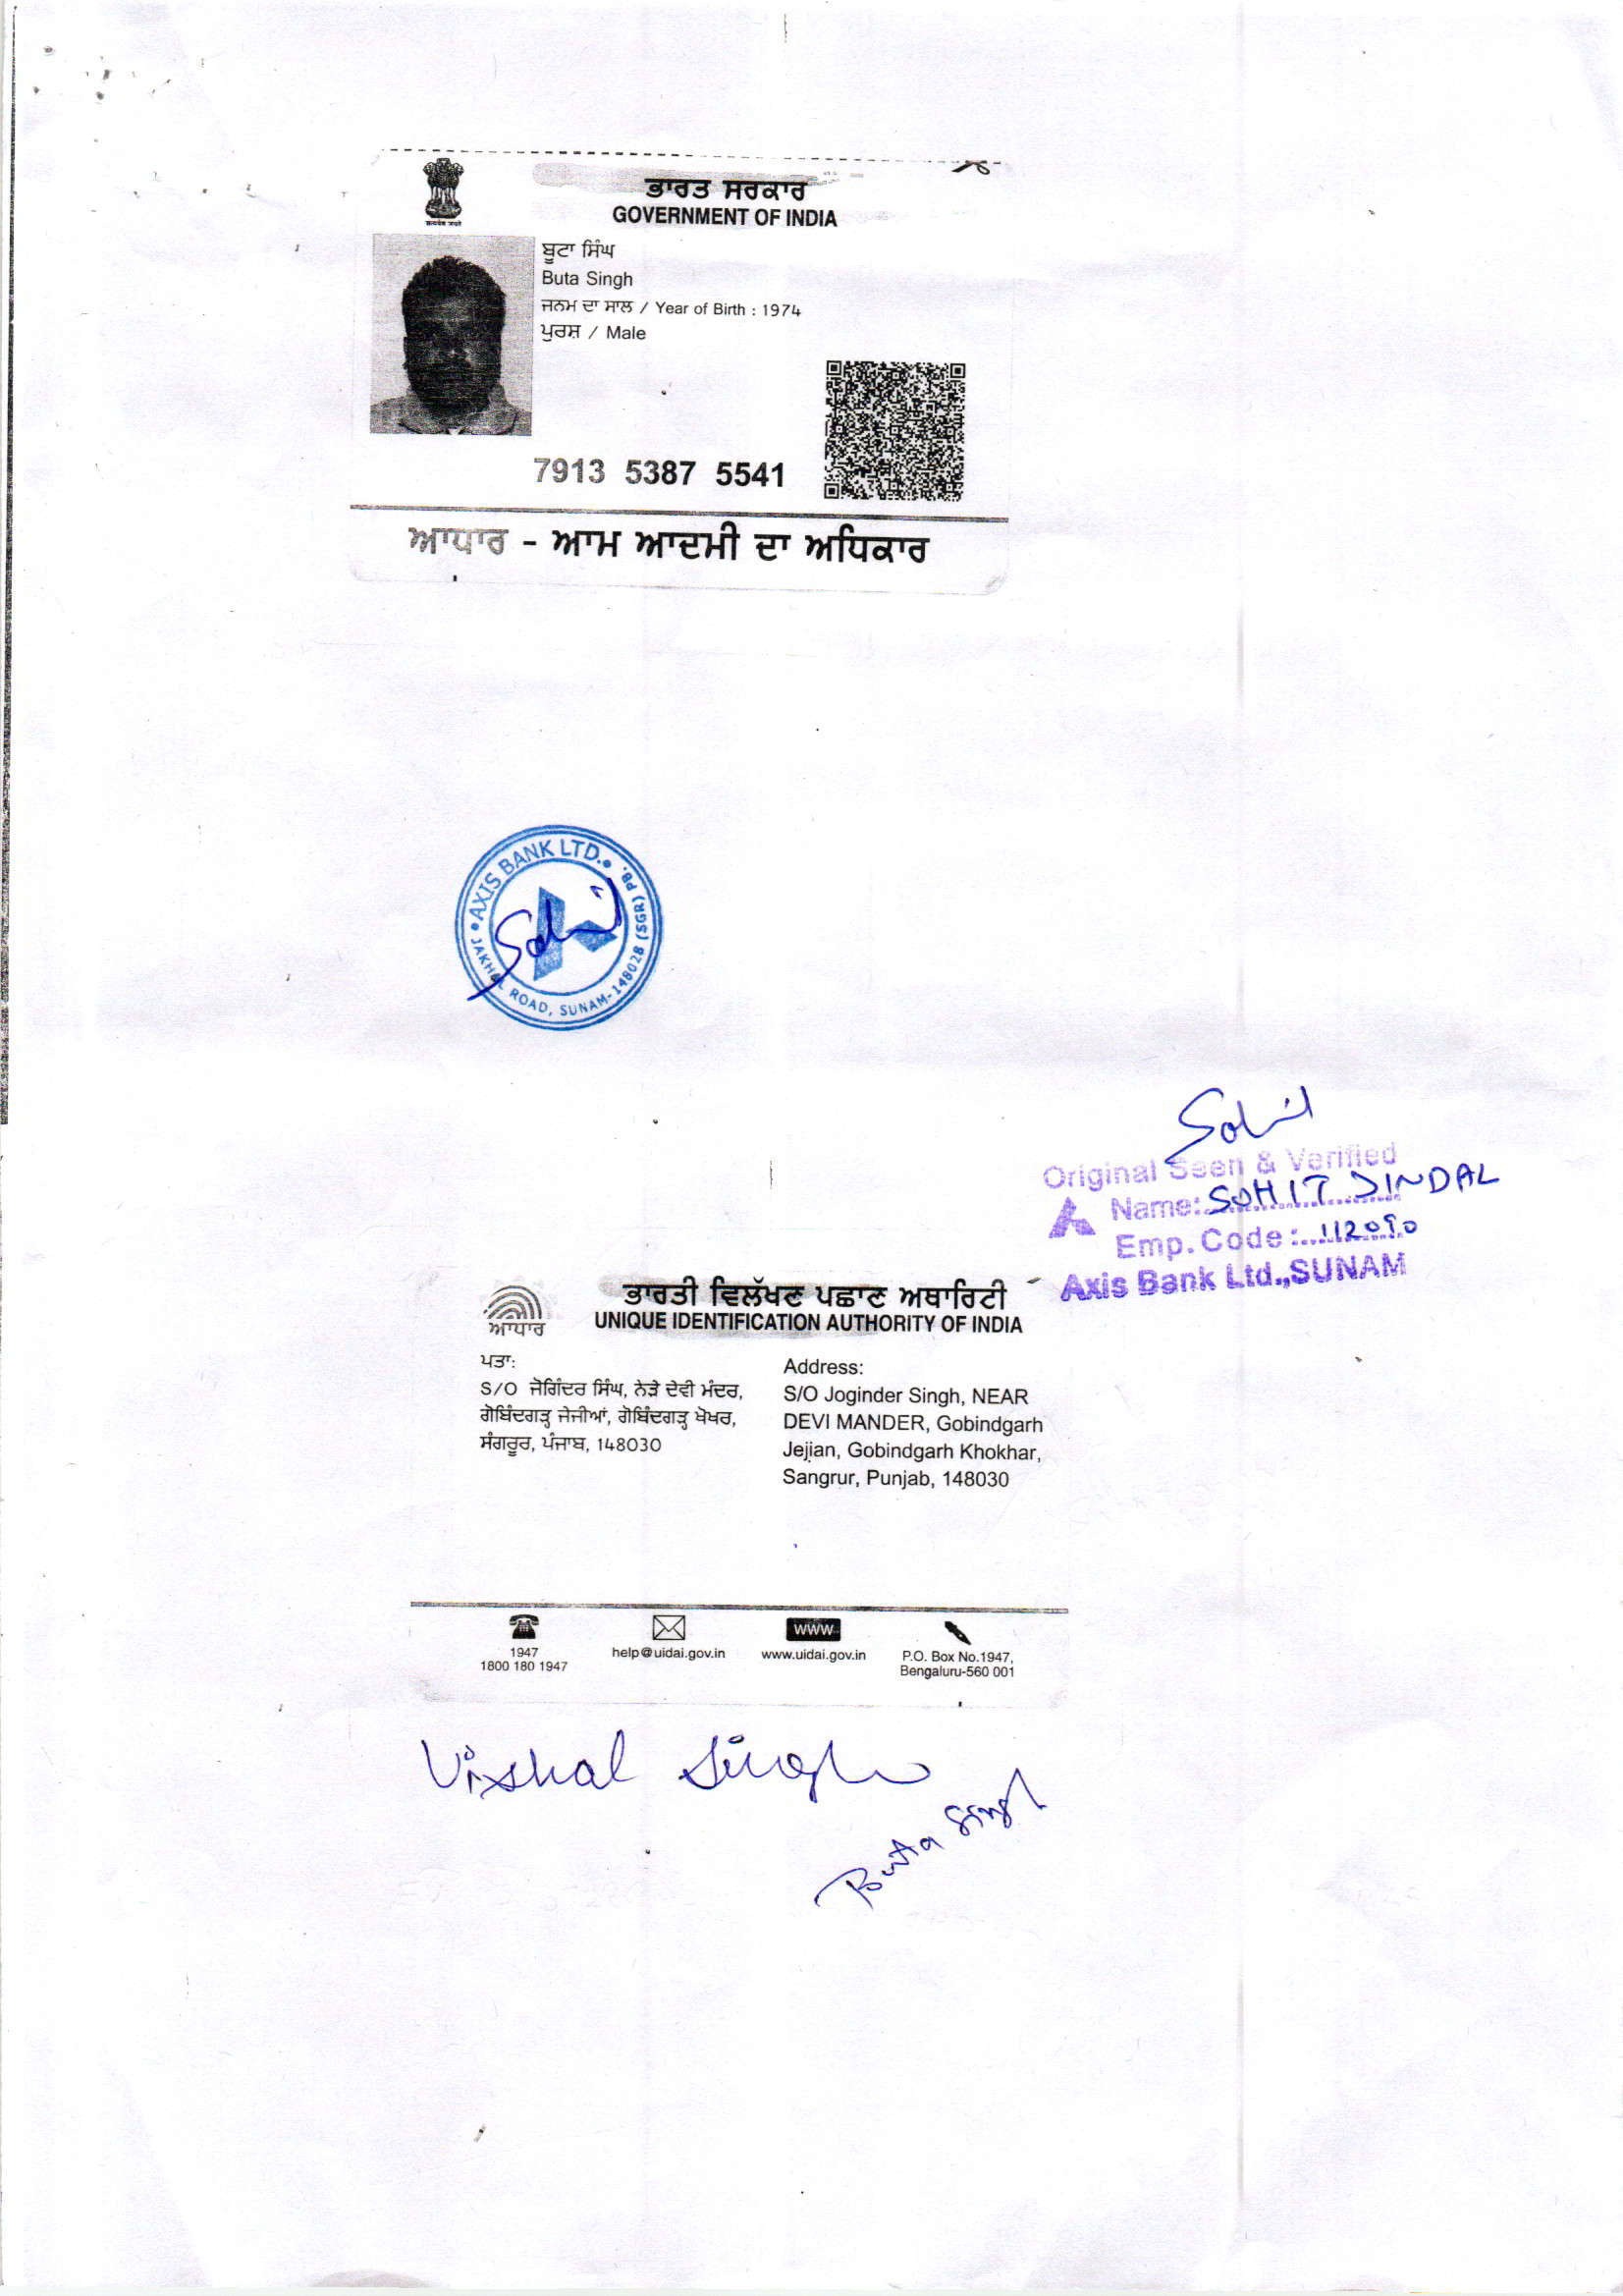 ਭਾਰਤ ਸਰਕਾਰ
GOVERNMENT OF INDIA
ਬੂਟਾ ਸਿੰਘ
Buta Singh
ਜਨਮ ਦਾ ਸਾਲ / Year of Birth : 1974
ਪੁਰਸ਼ / Male
7913 5387 5541
ਆਧਾਰ - ਆਮ ਆਦਮੀ ਦਾ ਅਧਿਕਾਰ
AXIS BANK LTD.
ROAD, SUNAM-148028 (SGR) PB.
Original Seen & Verified
Name: SOHIT JINDAL
Emp. Code:
Axis Bank Ltd.,SUNAM
ਭਾਰਤੀ ਵਿਲੱਖਣ ਪਛਾਣ ਅਥਾਰਿਟੀ
UNIQUE IDENTIFICATION AUTHORITY OF INDIA
ਆਧਾਰ
ਪਤਾ:
S/O ਜੋਗਿੰਦਰ ਸਿੰਘ, ਨੇੜੇ ਦੇਵੀ ਮੰਦਰ,
ਗੋਬਿੰਦਗੜ੍ਹ ਜੇਜੀਆਂ, ਗੋਬਿੰਦਗੜ੍ਹ ਖੋਖਰ,
ਸੰਗਰੂਰ, ਪੰਜਾਬ, 148030
Address:
S/O Joginder Singh, NEAR
DEVI MANDER, Gobindgarh
Jejian, Gobindgarh Khokhar,
Sangrur, Punjab, 148030
1947
1800 180 1947
help@uidai.gov.in
www
www.uidai.gov.in
P.O. Box No.1947,
Bengaluru-560 001
Vishal Singh
Buta Singh